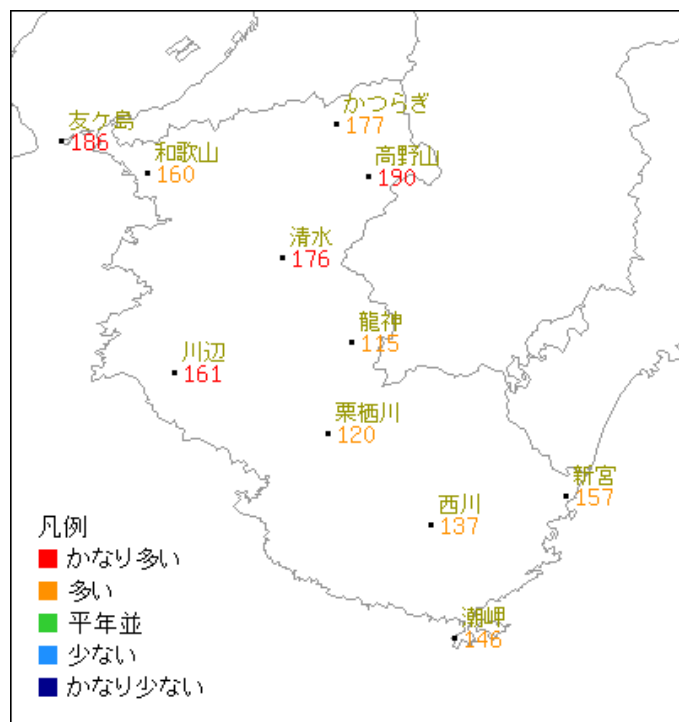 かつらぎ
177
友ケ島
186
和歌山
160
高野山
190
清水
176
龍神
115
川辺
161
栗栖川
120
新宮
157
西川
137
潮岬
146
凡例
かなり多い
多い
平年並
少ない
かなり少ない